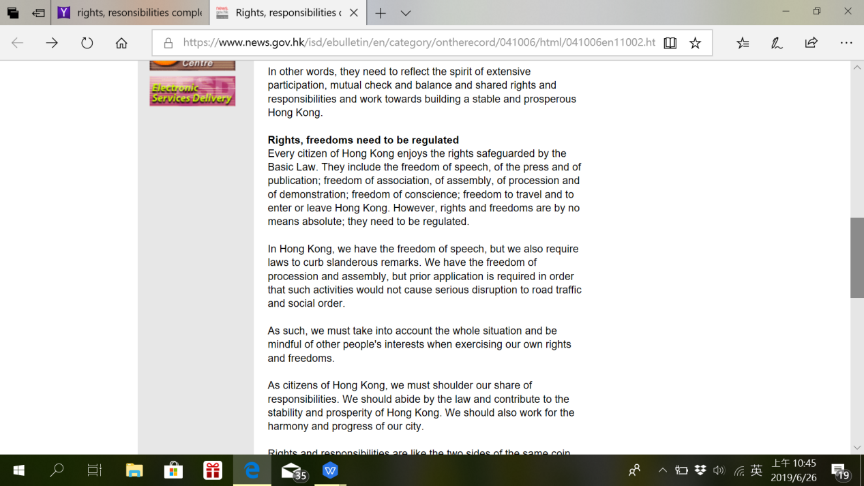 rights, resonsibilities comple
Rights, responsibilities c
https://www.news.gov.hk/isd/ebulletin/en/category/ontherecord/041006/html/041006en11002.ht
Centre
Electronic
Services Delivery
In other words, they need to reflect the spirit of extensive
participation, mutual check and balance and shared rights and
responsibilities and work towards building a stable and prosperous
Hong Kong.
Rights, freedoms need to be regulated
Every citizen of Hong Kong enjoys the rights safeguarded by the
Basic Law. They include the freedom of speech, of the press and of
publication; freedom of association, of assembly, of procession and
of demonstration; freedom of conscience; freedom to travel and to
enter or leave Hong Kong. However, rights and freedoms are by no
means absolute; they need to be regulated.
In Hong Kong, we have the freedom of speech, but we also require
laws to curb slanderous remarks. We have the freedom of
procession and assembly, but prior application is required in order
that such activities would not cause serious disruption to road traffic
and social order.
As such, we must take into account the whole situation and be
mindful of other people's interests when exercising our own rights
and freedoms.
As citizens of Hong Kong, we must shoulder our share of
responsibilities. We should abide by the law and contribute to the
stability and prosperity of Hong Kong. We should also work for the
harmony and progress of our city.
Rights and responsibilities are like the two sides of the same coin
35
英
上午 10:45
2019/6/26
19